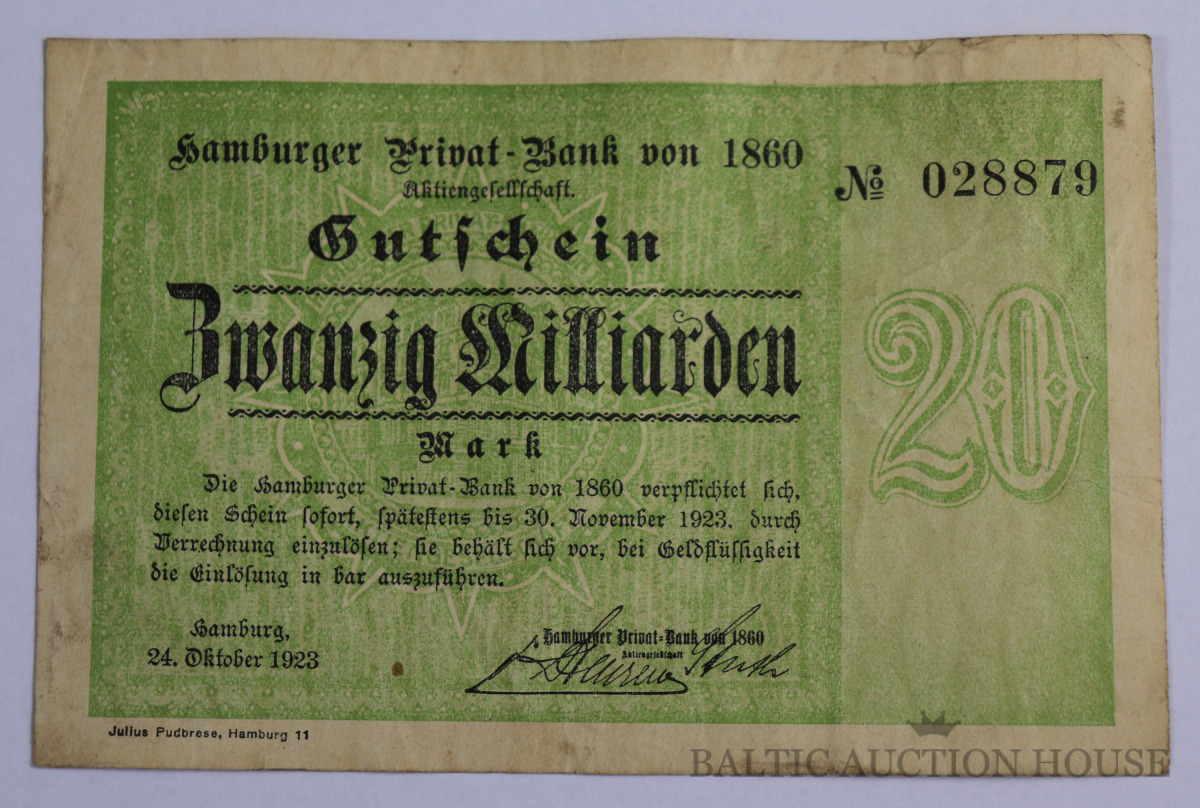 Hamburger Privat-Bank von 1860
Aktiengesellschaft.
№ 028879
Gutschein
Zwanzig Milliarden
Mark
20
Die Hamburger Privat-Bank von 1860 verpflichtet sich,
diesen Schein sofort, spätestens bis 30. November 1923, durch
Verrechnung einzulösen; sie behält sich vor, bei Geldflüssigkeit
die Einlösung in bar auszuführen.
Hamburg,
24. Oktober 1923
Hamburger Privat-Bank von 1860
Aktiengesellschaft
Julius Pudbrese, Hamburg 11
BALTIC AUCTION HOUSE